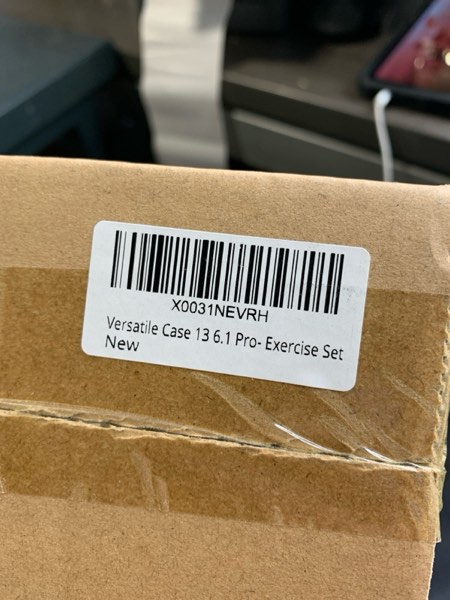 X0031NEVRH
Versatile Case 13 6.1 Pro- Exercise Set
New